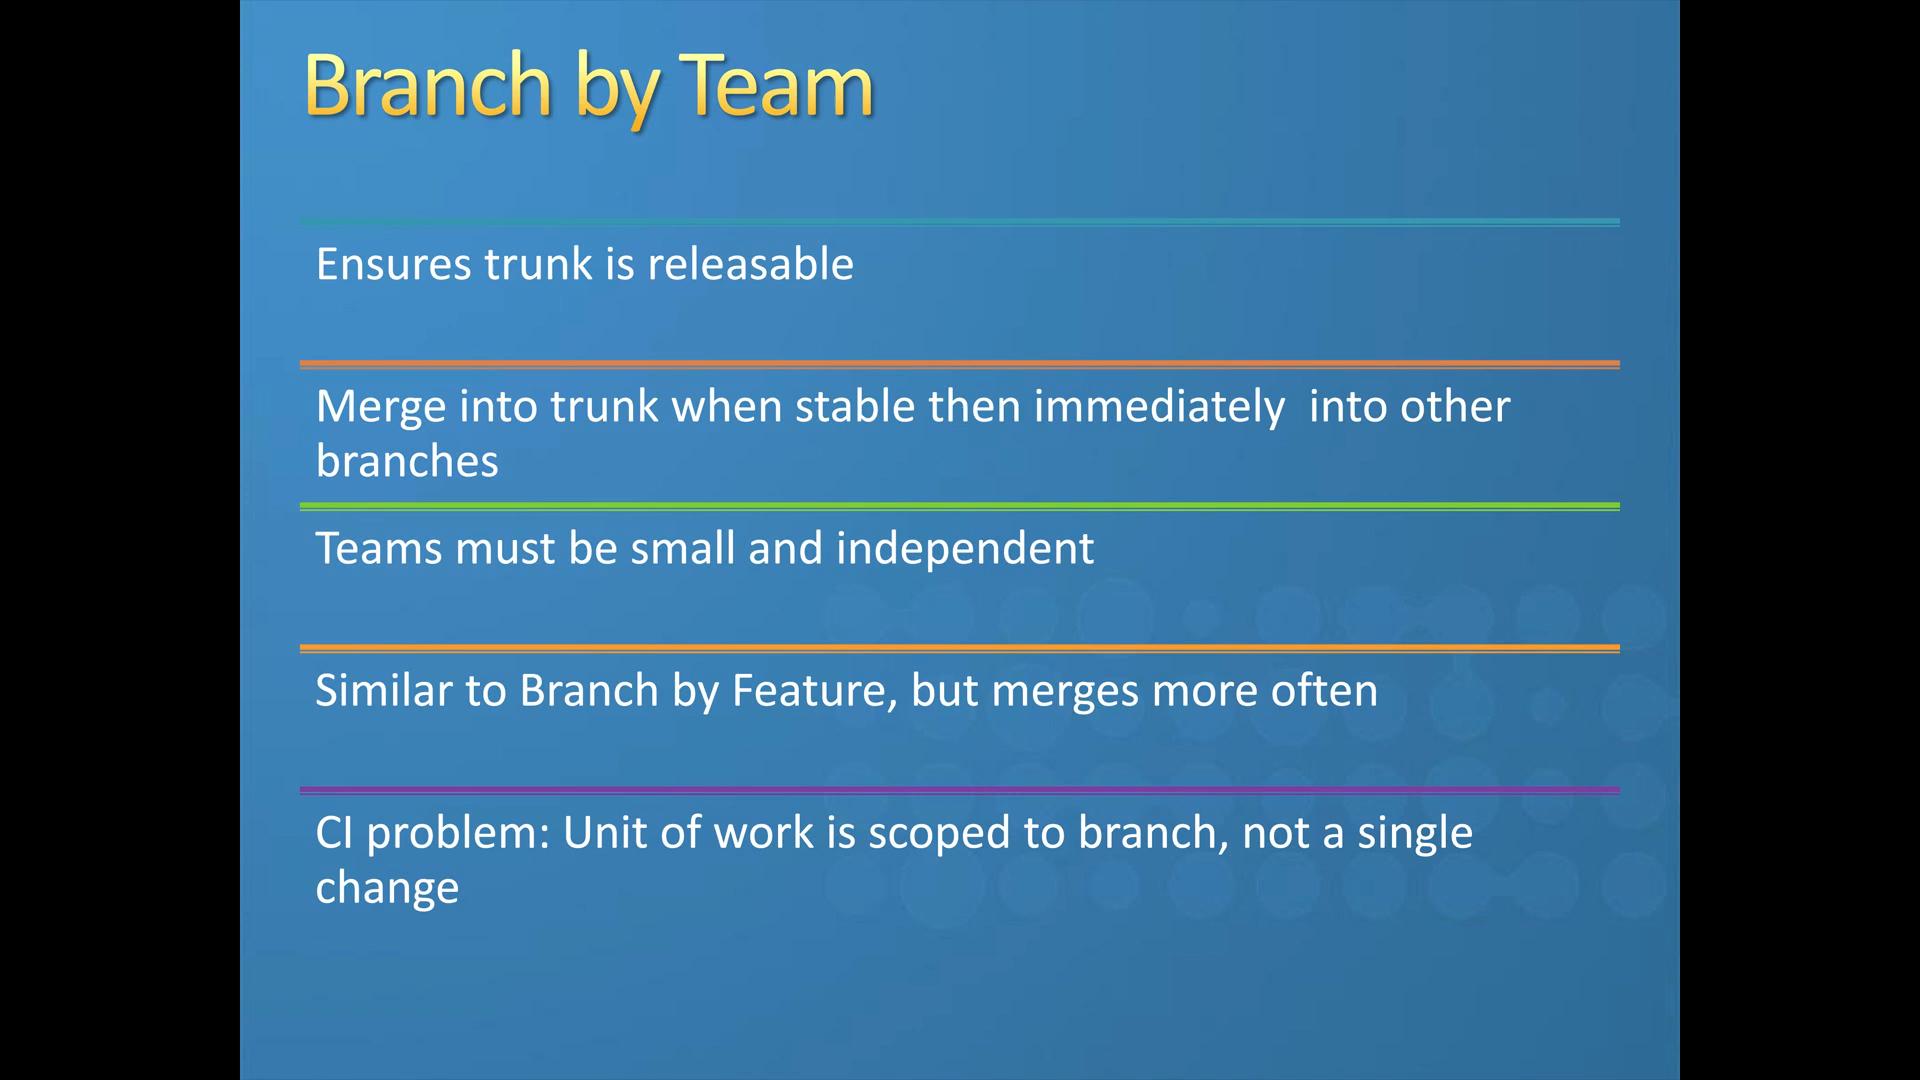 Branch by Team
Ensures trunk is releasable
Merge into trunk when stable then immediately  into other
branches
Teams must be small and independent
Similar to Branch by Feature, but merges more often
CI problem: Unit of work is scoped to branch, not a single
change